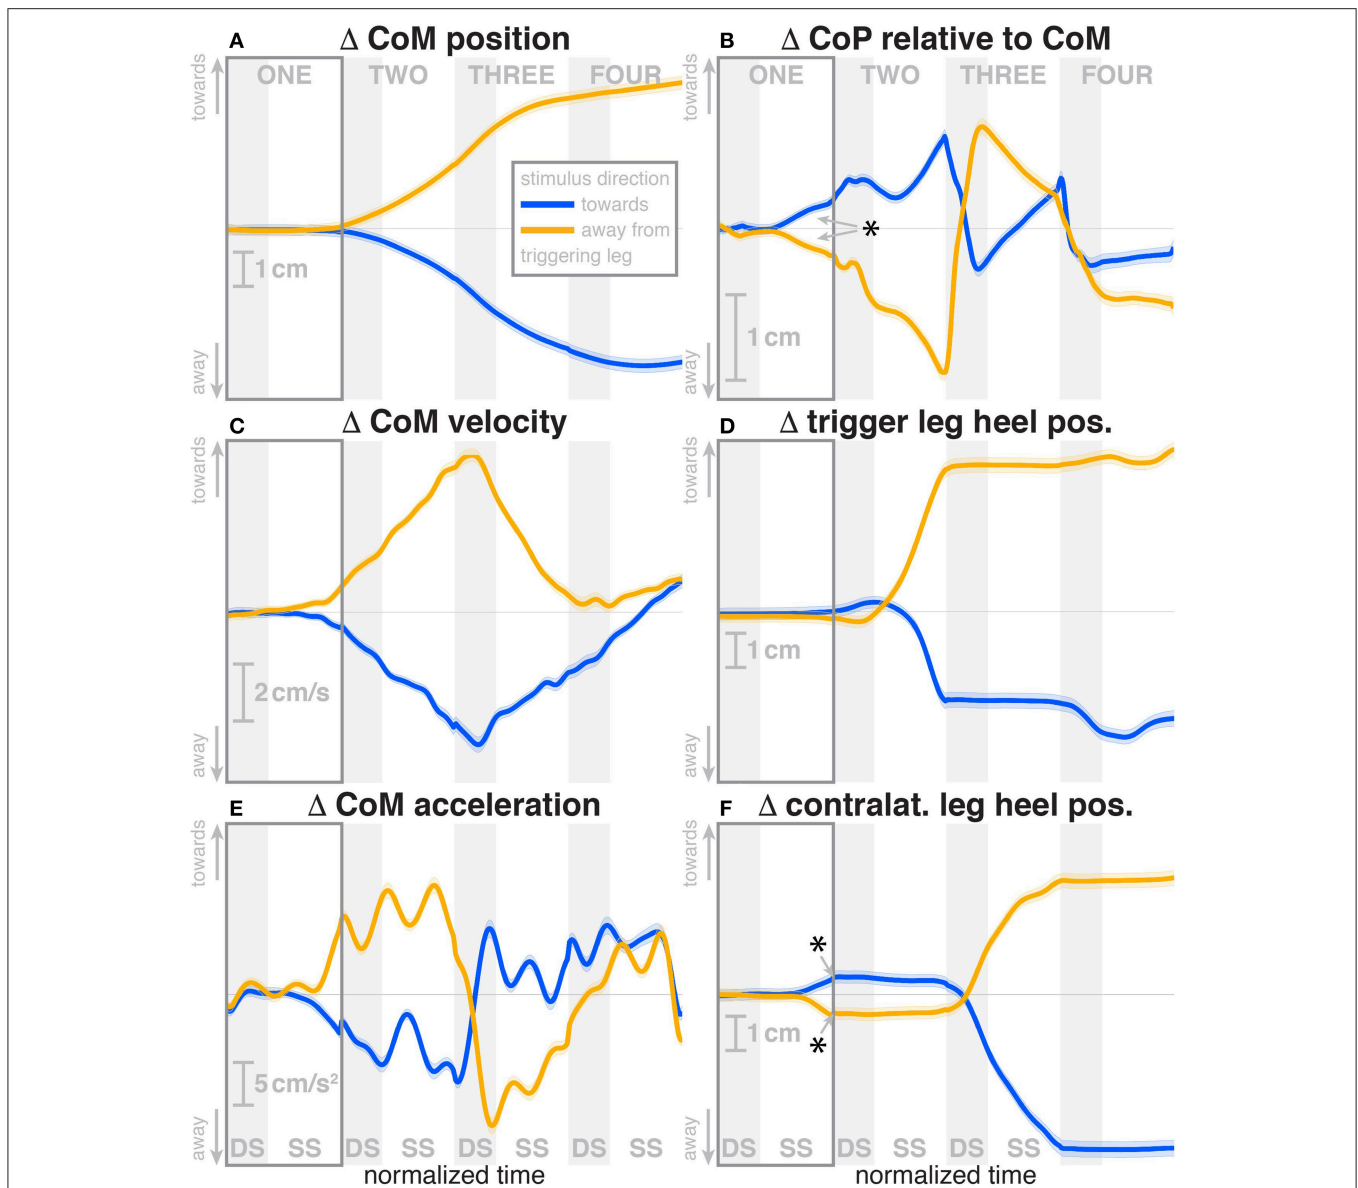 A Δ CoM position
towards
ONE TWO THREE FOUR
stimulus direction
towards
away from
triggering leg
1 cm
away
B Δ CoP relative to CoM
towards
ONE TWO THREE FOUR
*
1 cm
away
C Δ CoM velocity
towards
2 cm/s
away
D Δ trigger leg heel pos.
towards
1 cm
away
E Δ CoM acceleration
towards
5 cm/s²
away
DS SS DS SS DS SS DS SS
normalized time
F Δ contralat. leg heel pos.
towards
*
1 cm
*
away
DS SS DS SS DS SS
normalized time